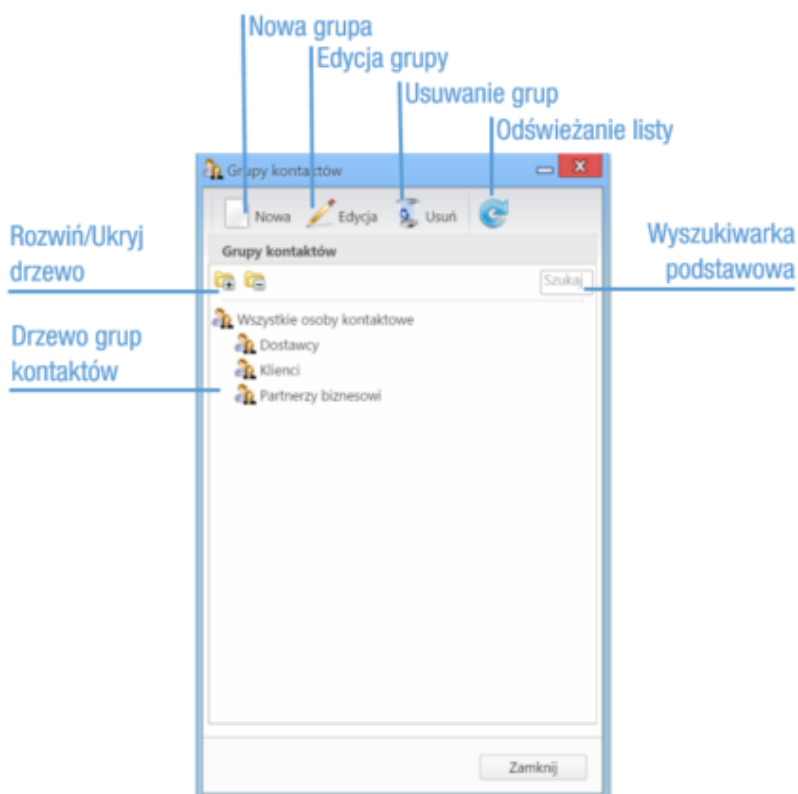 Nowa grupa
Edycja grupy
Usuwanie grup
Odświeżanie listy
Grupy kontaktów
Nowa Edycja Usuń
Rozwiń/Ukryj
drzewo
Grupy kontaktów
Wyszukiwarka
podstawowa
Szukaj
Wszystkie osoby kontaktowe
Drzewo grup
kontaktów
Dostawcy
Klienci
Partnerzy biznesowi
Zamknij